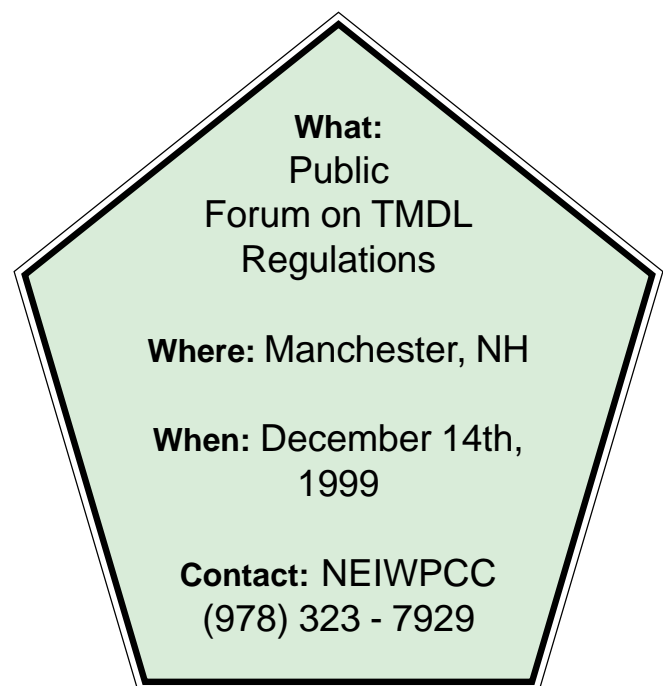 What:
Public
Forum on TMDL
Regulations
Where: Manchester, NH
When: December 14th,
1999
Contact: NEIWPCC
(978) 323 - 7929